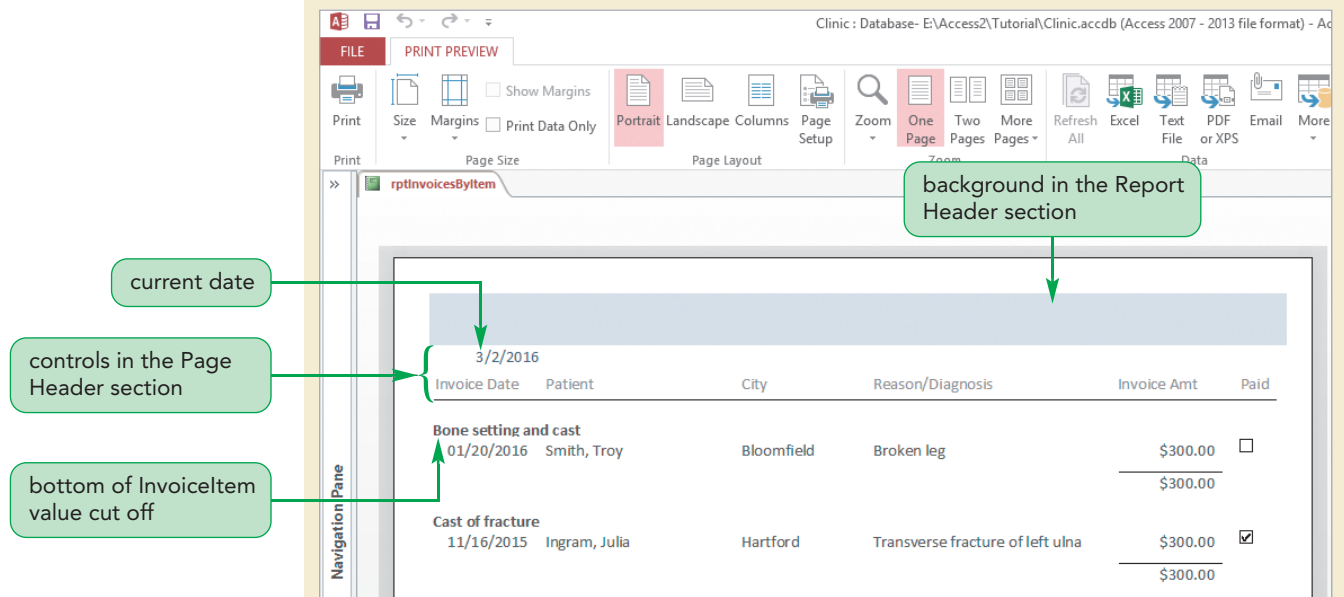 Clinic : Database- E:\Access2\Tutorial\Clinic.accdb (Access 2007 - 2013 file format) -
FILE PRINT PREVIEW
Print
Size
Margins
Show Margins
Print Data Only
Portrait Landscape Columns Page Setup
Zoom One Page Two Pages More Pages
Refresh All Excel Text File PDF or XPS Email More
Print Page Size Page Layout Data
rptInvoicesByItem
background in the Report
Header section
current date
controls in the Page
Header section
bottom of InvoiceItem
value cut off
Navigation Pane
3/2/2016
Invoice Date Patient City Reason/Diagnosis Invoice Amt Paid
Bone setting and cast
01/20/2016 Smith, Troy Bloomfield Broken leg $300.00
$300.00
Cast of fracture
11/16/2015 Ingram, Julia Hartford Transverse fracture of left ulna $300.00
$300.00